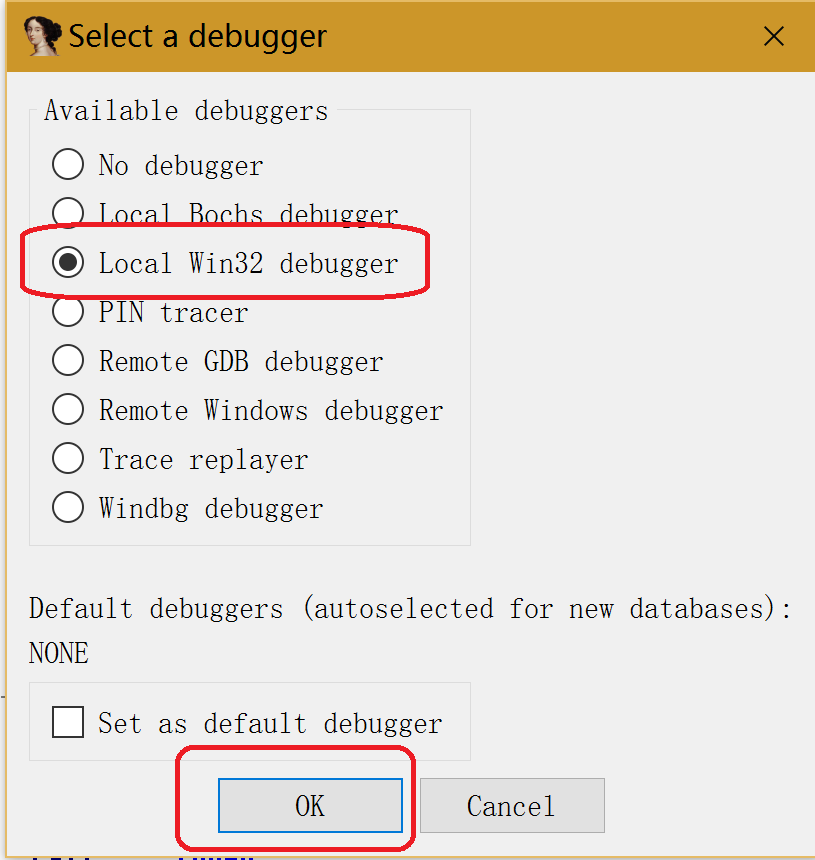 Select a debugger
Available debuggers
No debugger
Local Bochs debugger
Local Win32 debugger
PIN tracer
Remote GDB debugger
Remote Windows debugger
Trace replayer
Windbg debugger
Default debuggers (autoselected for new databases):
NONE
Set as default debugger
OK Cancel